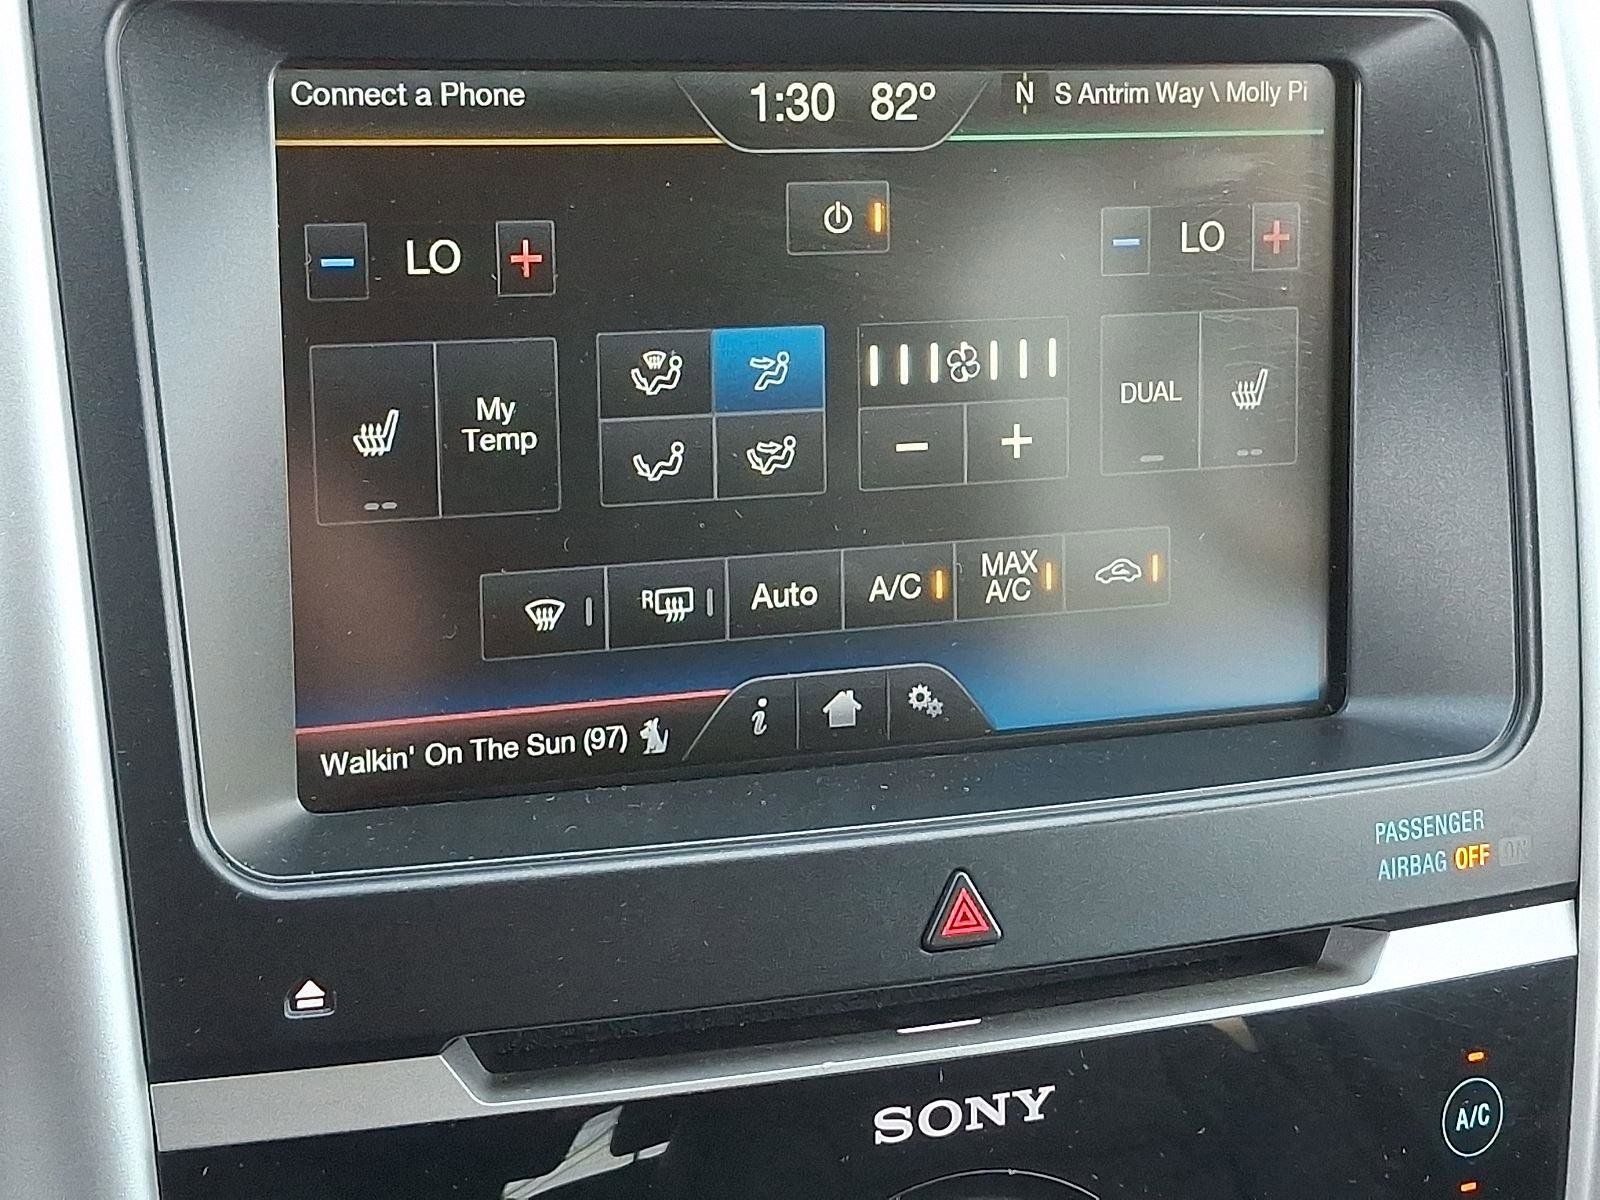 Connect a Phone
1:30 82°
N S Antrim Way \ Molly Pi
LO
LO
My
Temp
DUAL
R
Auto
A/C
MAX
A/C
i
Walkin' On The Sun (97)
PASSENGER
AIRBAG OFF ON
SONY
A/C